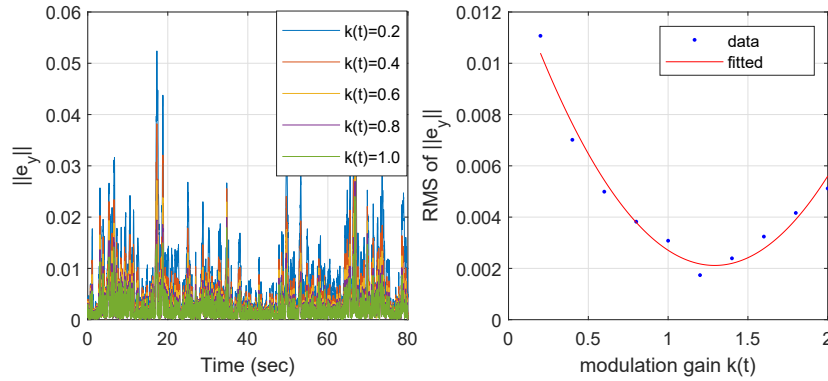 0.06
0.05
0.04
0.03
0.02
0.01
0
||e_y||
0 20 40 60 80
Time (sec)
k(t)=0.2
k(t)=0.4
k(t)=0.6
k(t)=0.8
k(t)=1.0
0.012
0.01
0.008
0.006
0.004
0.002
0
RMS of ||e_y||
0 0.5 1 1.5 2
modulation gain k(t)
data
fitted